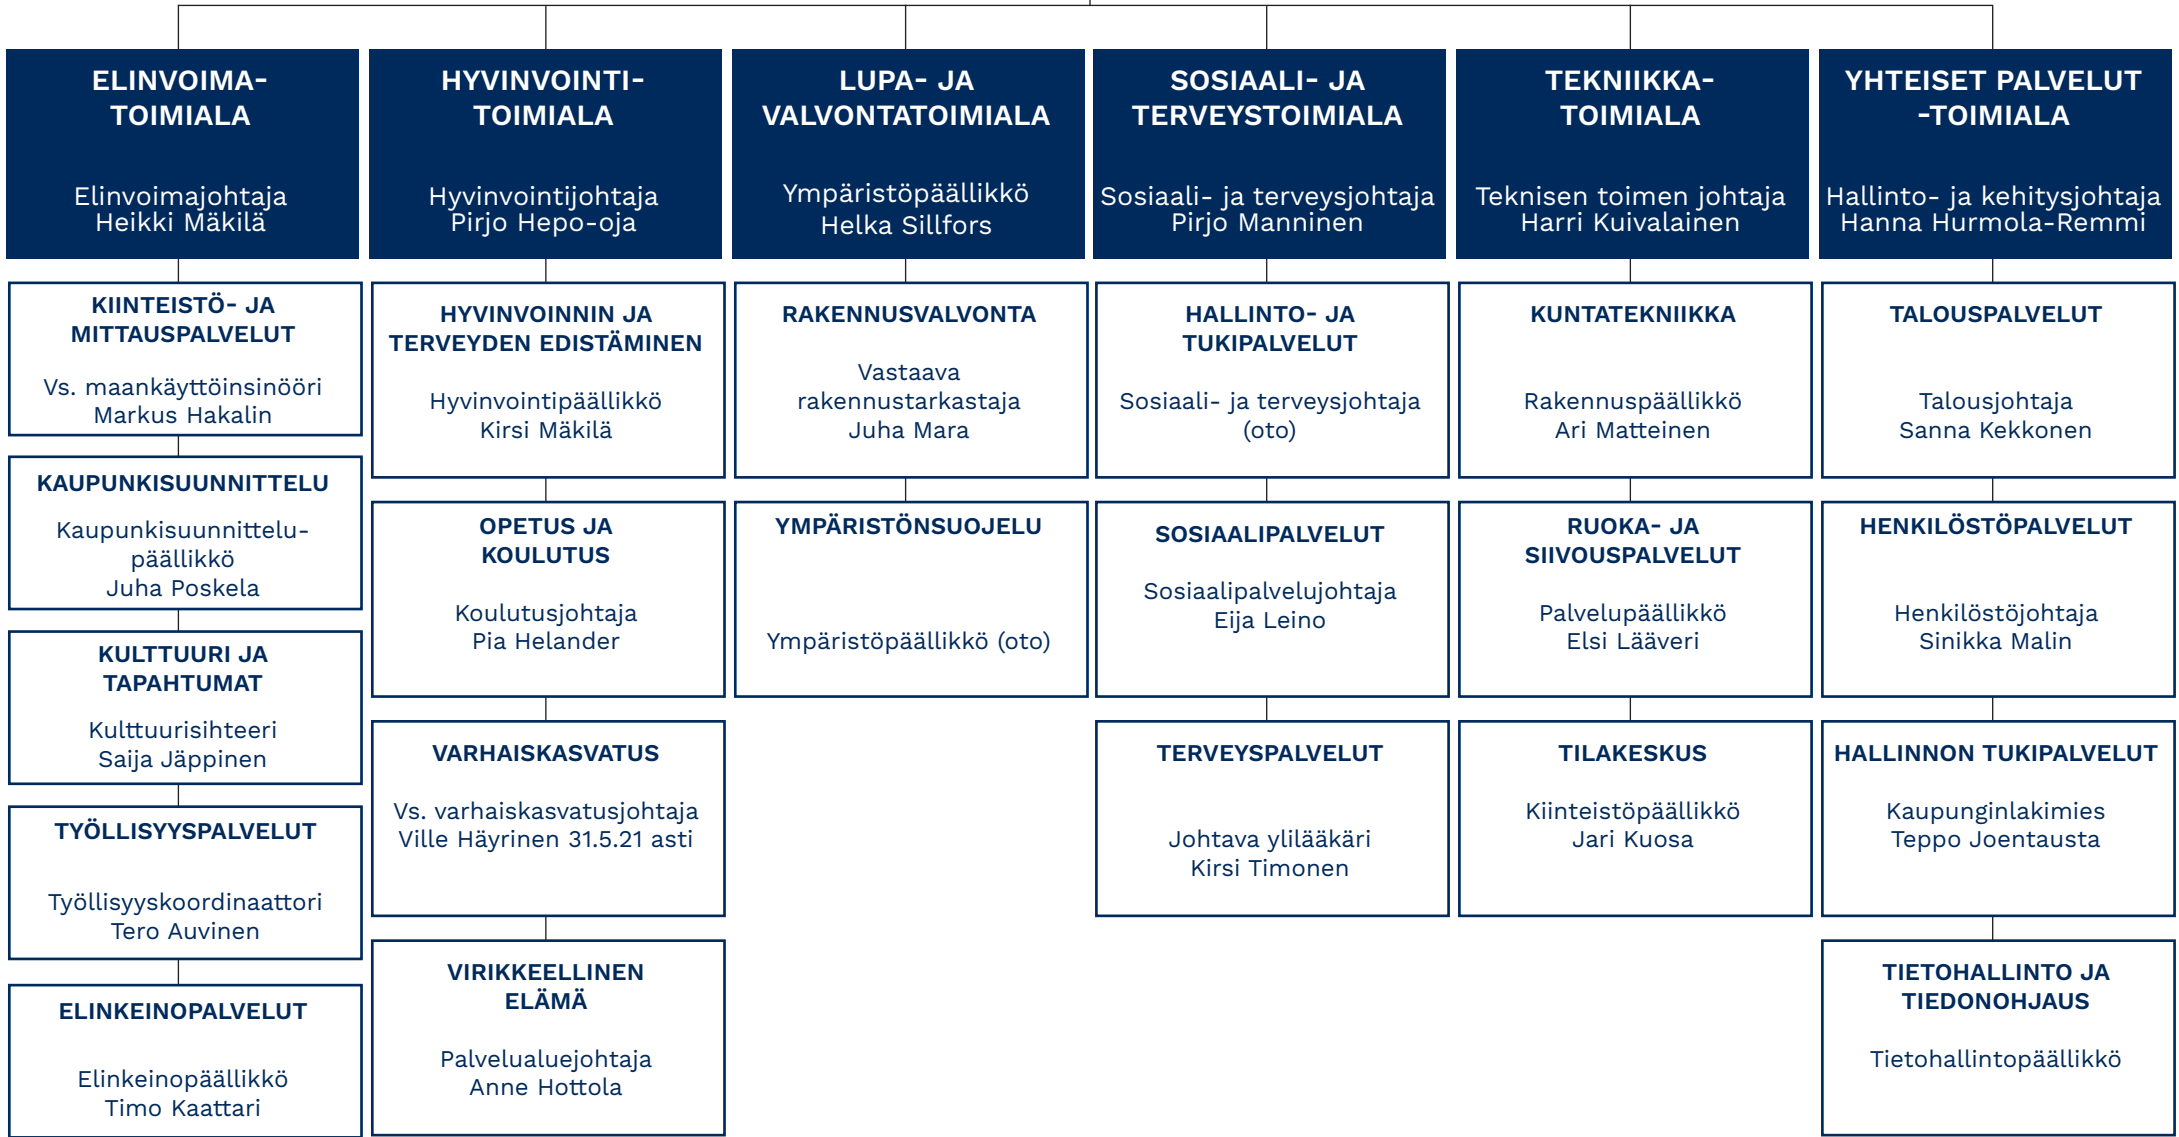 ELINVOIMA-
TOIMIALA
Elinvoimajohtaja
Heikki Mäkilä
KIINTEISTÖ- JA
MITTAUSPALVELUT
Vs. maankäyttöinsinööri
Markus Hakalin
KAUPUNKISUUNNITTELU
Kaupunkisuunnittelu-
päällikkö
Juha Poskela
KULTTUURI JA
TAPAHTUMAT
Kulttuurisihteeri
Saija Jäppinen
TYÖLLISYYSPALVELUT
Työllisyyskoordinaattori
Tero Auvinen
ELINKEINOPALVELUT
Elinkeinopäällikkö
Timo Kaattari
HYVINVOINTI-
TOIMIALA
Hyvinvointijohtaja
Pirjo Hepo-oja
HYVINVOINNIN JA
TERVEYDEN EDISTÄMINEN
Hyvinvointipäällikkö
Kirsi Mäkilä
OPETUS JA
KOULUTUS
Koulutusjohtaja
Pia Helander
VARHAISKASVATUS
Vs. varhaiskasvatusjohtaja
Ville Häyrinen 31.5.21 asti
VIRIKKEELLINEN
ELÄMÄ
Palvelualuejohtaja
Anne Hottola
LUPA- JA
VALVONTATOIMIALA
Ympäristöpäällikkö
Helka Sillfors
RAKENNUSVALVONTA
Vastaava
rakennustarkastaja
Juha Mara
YMPÄRISTÖNSUOJELU
Ympäristöpäällikkö (oto)
SOSIAALI- JA
TERVEYSTOIMIALA
Sosiaali- ja terveysjohtaja
Pirjo Manninen
HALLINTO- JA
TUKIPALVELUT
Sosiaali- ja terveysjohtaja
(oto)
SOSIAALIPALVELUT
Sosiaalipalvelujohtaja
Eija Leino
TERVEYSPALVELUT
Johtava ylilääkäri
Kirsi Timonen
TEKNIIKKA-
TOIMIALA
Teknisen toimen johtaja
Harri Kuivalainen
KUNTATEKNIIKKA
Rakennuspäällikkö
Ari Matteinen
RUOKA- JA
SIIVOUSPALVELUT
Palvelupäällikkö
Elsi Lääveri
TILAKESKUS
Kiinteistöpäällikkö
Jari Kuosa
YHTEISET PALVELUT
-TOIMIALA
Hallinto- ja kehitysjohtaja
Hanna Hurmola-Remmi
TALOUSPALVELUT
Talousjohtaja
Sanna Kekkonen
HENKILÖSTÖPALVELUT
Henkilöstöjohtaja
Sinikka Malin
HALLINNON TUKIPALVELUT
Kaupunginlakimies
Teppo Joentausta
TIETOHALLINTO JA
TIEDONOHJAUS
Tietohallintopäällikkö